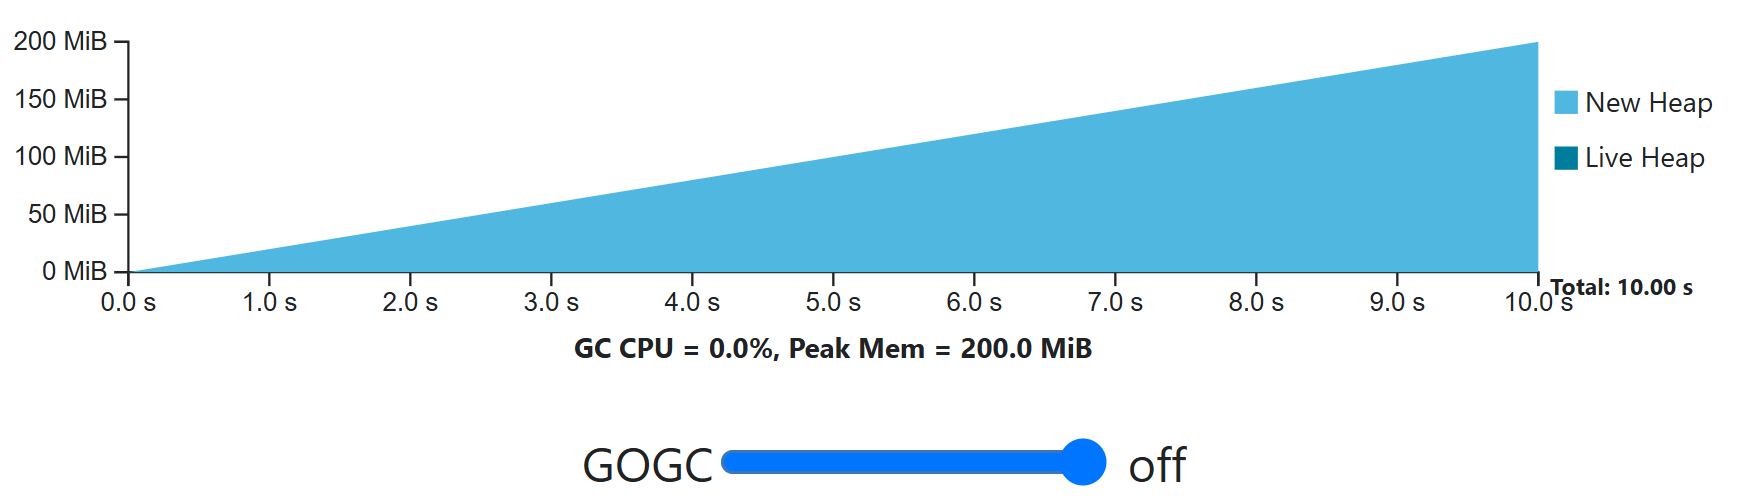 200 MiB
150 MiB
100 MiB
50 MiB
0 MiB
New Heap
Live Heap
0.0 s 1.0 s 2.0 s 3.0 s 4.0 s 5.0 s 6.0 s 7.0 s 8.0 s 9.0 s 10.0 s
Total: 10.00 s
GC CPU = 0.0%, Peak Mem = 200.0 MiB
GOGC off